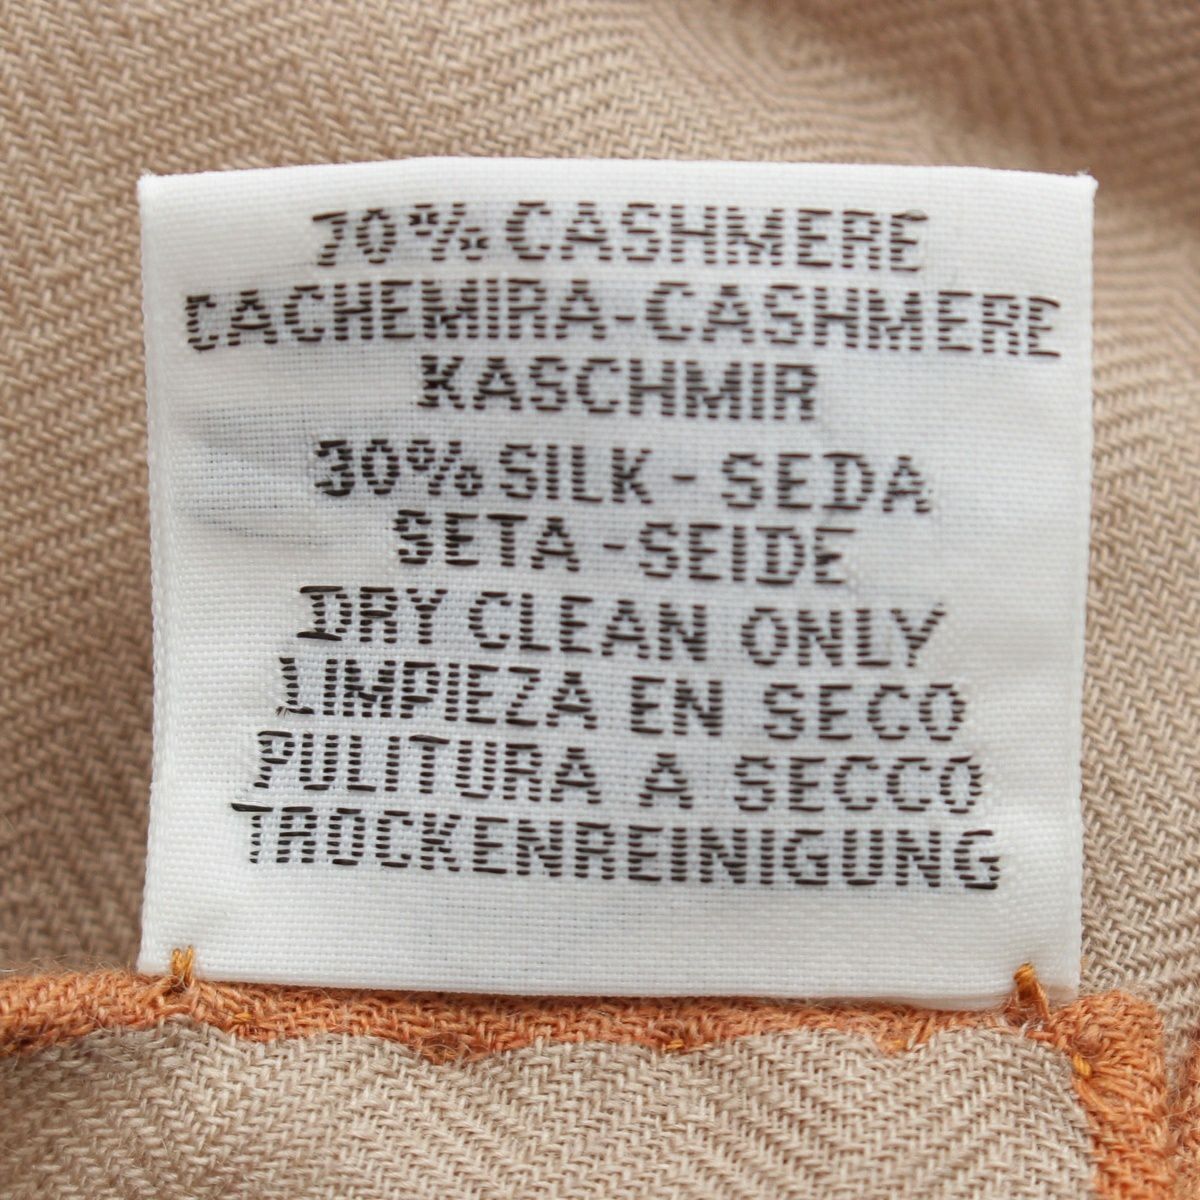 70% CASHMERE
CACHEMIRA-CASHMERE
KASCHMIR
30% SILK - SEDA
SETA - SEIDE
DRY CLEAN ONLY
LIMPIEZA EN SECO
PULITURA A SECCO
TROCKENREINIGUNG